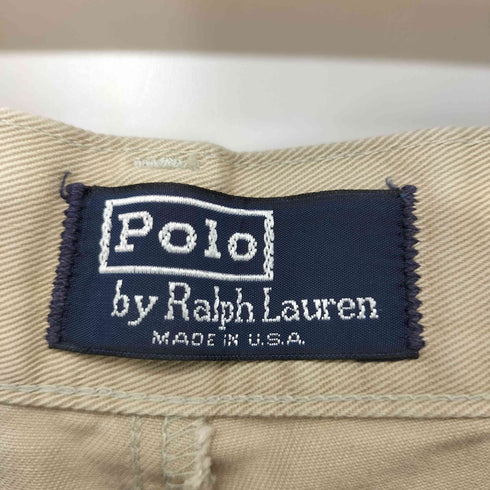 Polo
by Ralph Lauren
MADE IN U.S.A.